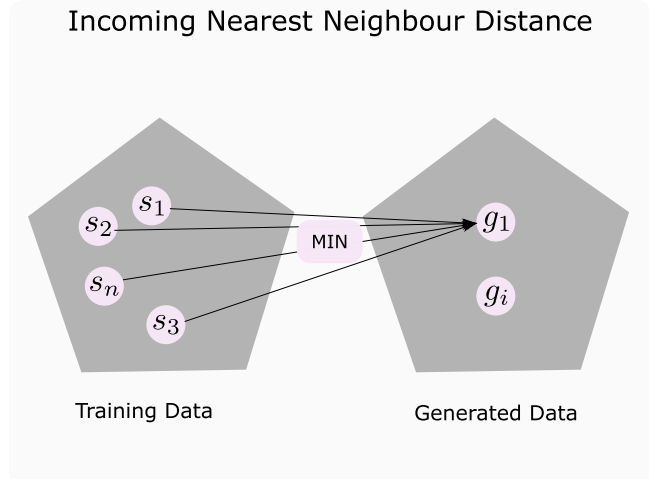 Incoming Nearest Neighbour Distance
s₁
s₂
g₁
MIN
sₙ
gᵢ
s₃
Training Data
Generated Data